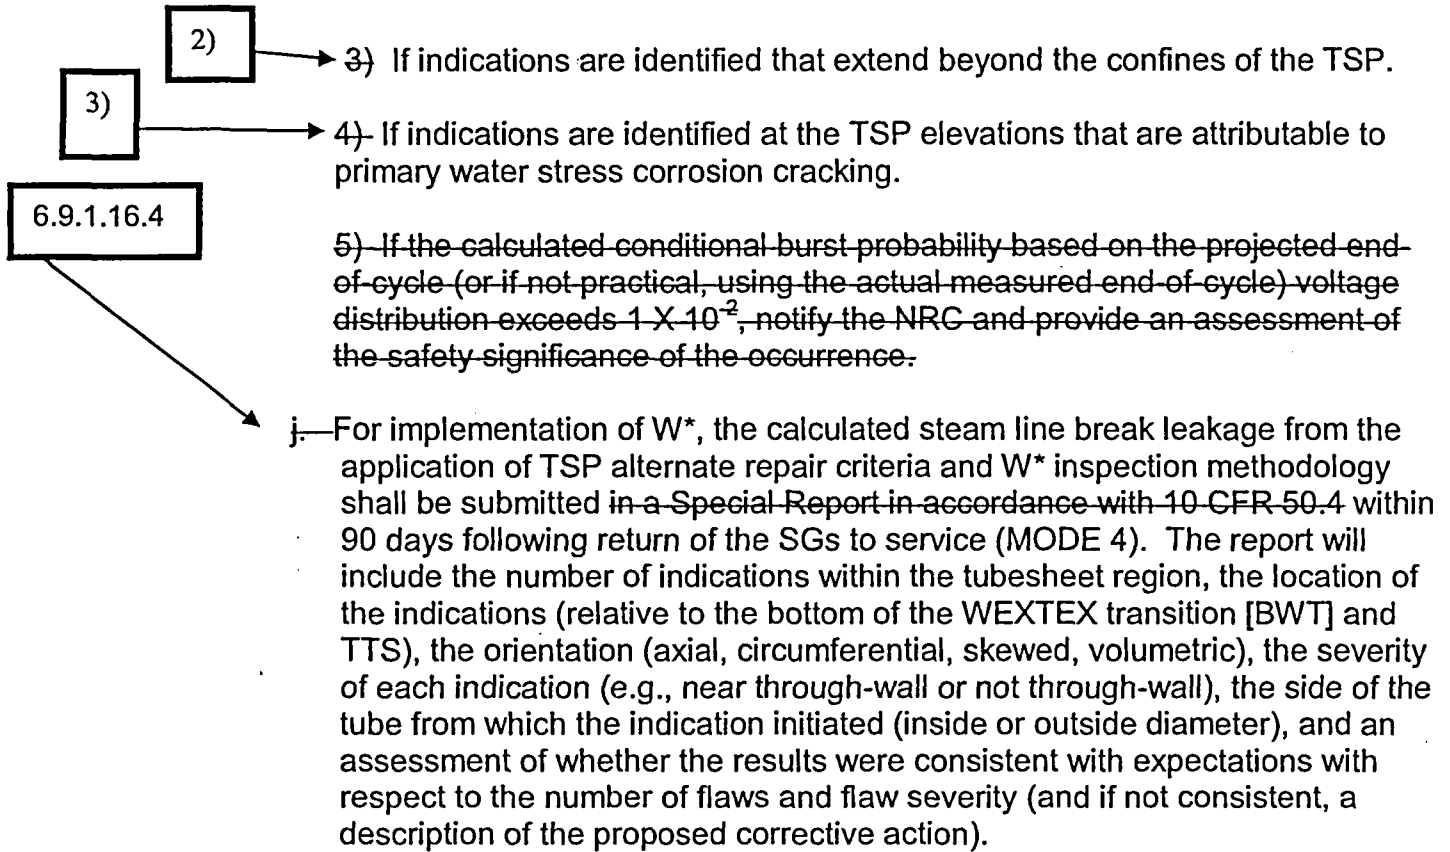 2)
3) If indications are identified that extend beyond the confines of the TSP.
3)
4) If indications are identified at the TSP elevations that are attributable to
primary water stress corrosion cracking.
6.9.1.16.4
5) If the calculated conditional burst probability based on the projected end-
of-cycle (or if not practical, using the actual measured end-of-cycle) voltage
distribution exceeds 1 X 10⁻², notify the NRC and provide an assessment of
the safety significance of the occurrence.
j. For implementation of W*, the calculated steam line break leakage from the
application of TSP alternate repair criteria and W* inspection methodology
shall be submitted in a Special Report in accordance with 10 CFR 50.4 within
90 days following return of the SGs to service (MODE 4). The report will
include the number of indications within the tubesheet region, the location of
the indications (relative to the bottom of the WEXTEX transition [BWT] and
TTS), the orientation (axial, circumferential, skewed, volumetric), the severity
of each indication (e.g., near through-wall or not through-wall), the side of the
tube from which the indication initiated (inside or outside diameter), and an
assessment of whether the results were consistent with expectations with
respect to the number of flaws and flaw severity (and if not consistent, a
description of the proposed corrective action).